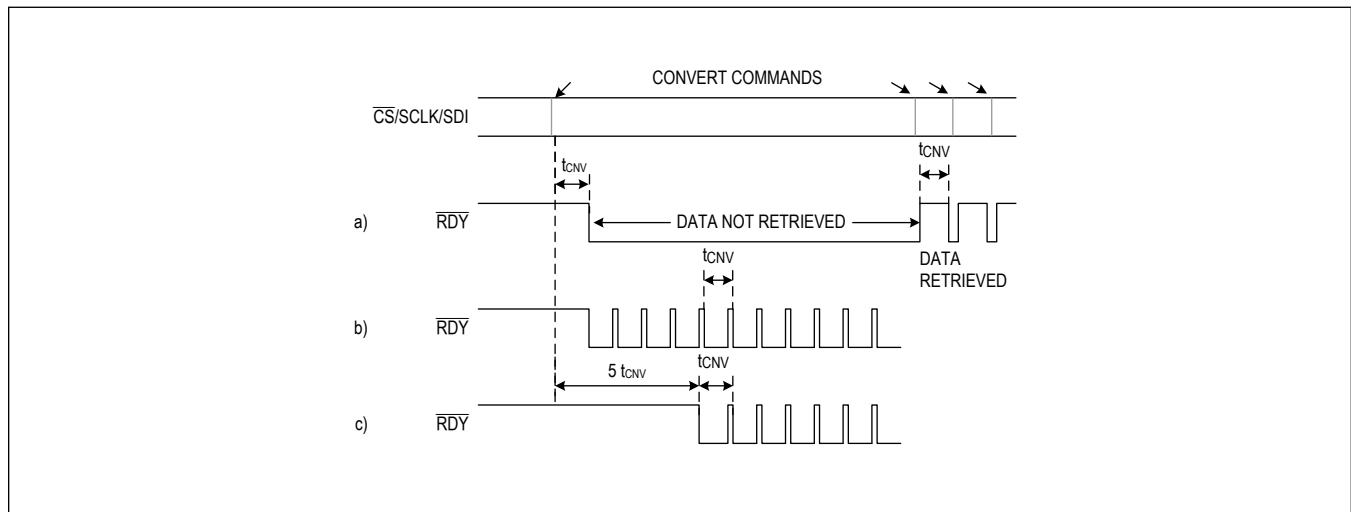 CONVERT COMMANDS
CS/SCLK/SDI
tCNV
tCNV
a) RDY DATA NOT RETRIEVED
tCNV
DATA
RETRIEVED
b) RDY
5 tCNV
tCNV
c) RDY